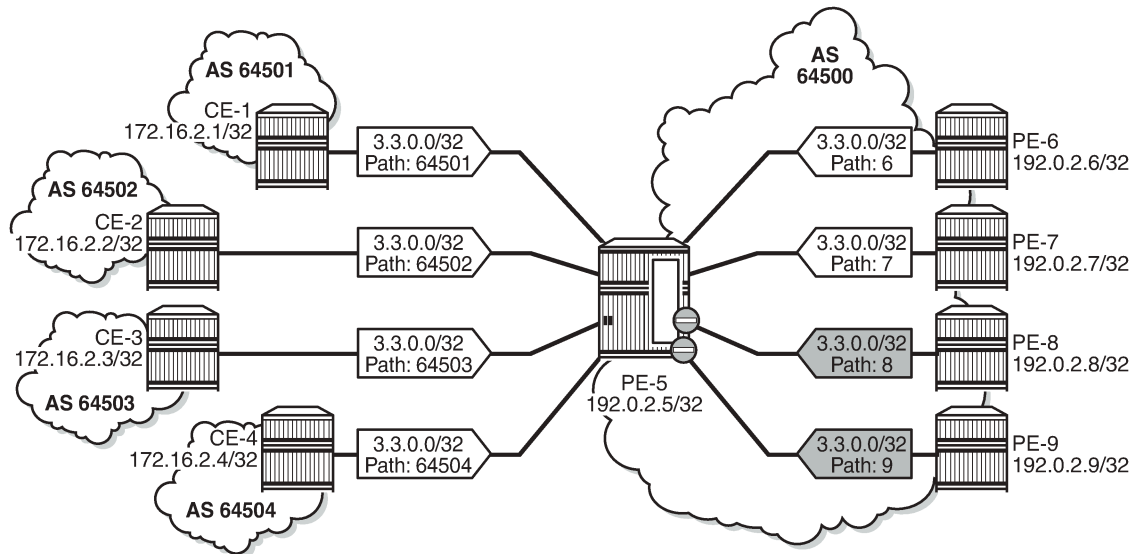 AS 64501
CE-1
172.16.2.1/32
3.3.0.0/32
Path: 64501
AS 64502
CE-2
172.16.2.2/32
3.3.0.0/32
Path: 64502
CE-3
172.16.2.3/32
AS 64503
3.3.0.0/32
Path: 64503
CE-4
172.16.2.4/32
AS 64504
3.3.0.0/32
Path: 64504
PE-5
192.0.2.5/32
AS
64500
3.3.0.0/32
Path: 6
PE-6
192.0.2.6/32
3.3.0.0/32
Path: 7
PE-7
192.0.2.7/32
3.3.0.0/32
Path: 8
PE-8
192.0.2.8/32
3.3.0.0/32
Path: 9
PE-9
192.0.2.9/32